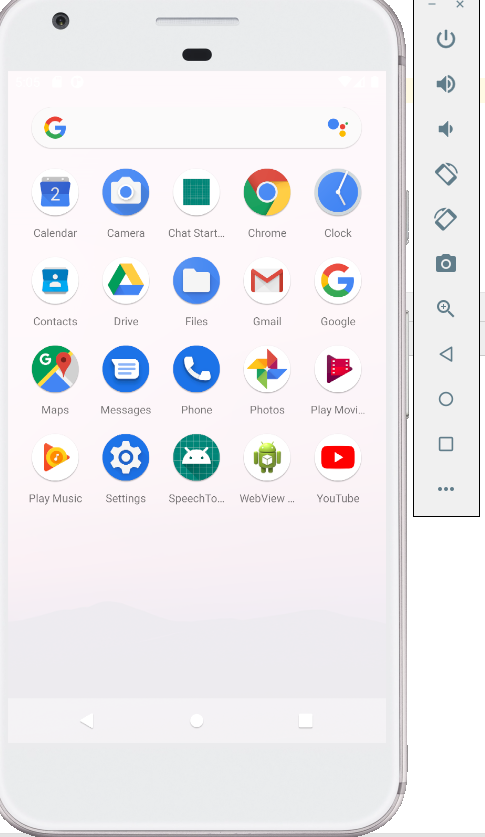 Calendar Camera Chat Start... Chrome Clock
Contacts Drive Files Gmail Google
Maps Messages Phone Photos Play Movi...
Play Music Settings SpeechTo... WebView ... YouTube
2